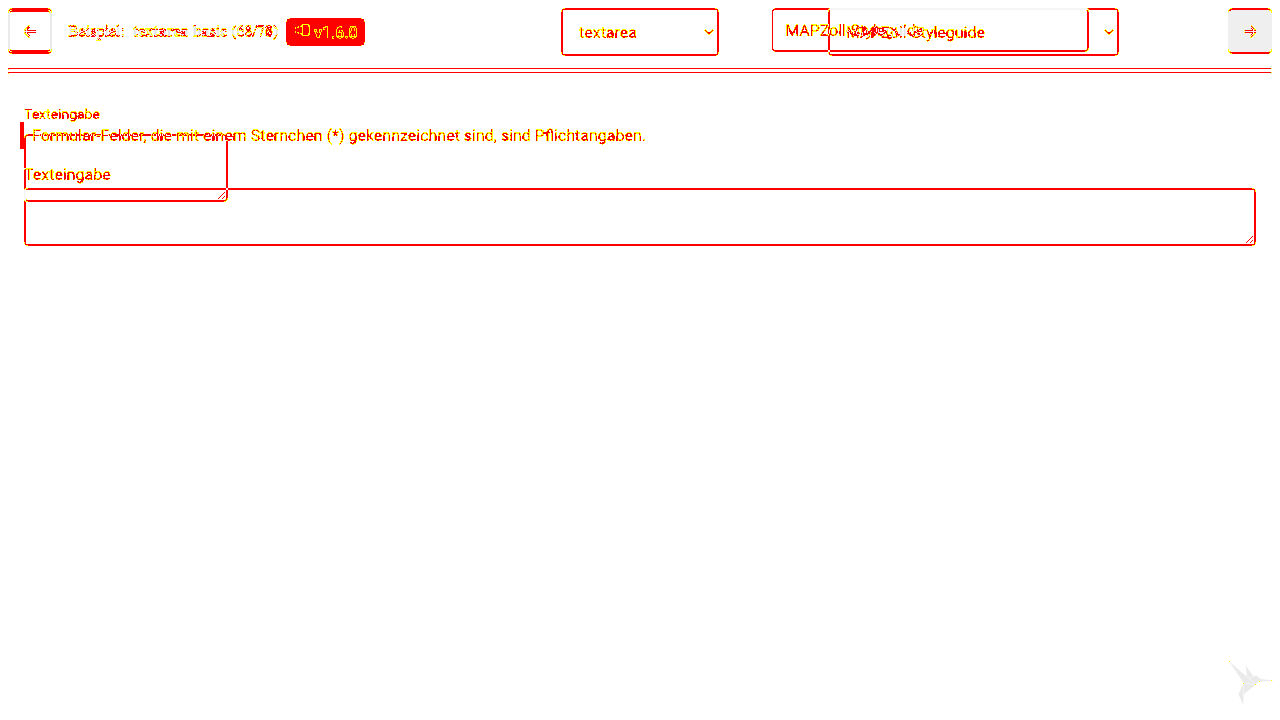 ⇐ Beispiel: textarea basic (68/78) v1.6.0 textarea MAPZoll-Styleguide ⇒
Texteingabe
Formular-Felder, die mit einem Sternchen (*) gekennzeichnet sind, sind Pflichtangaben.
Texteingabe